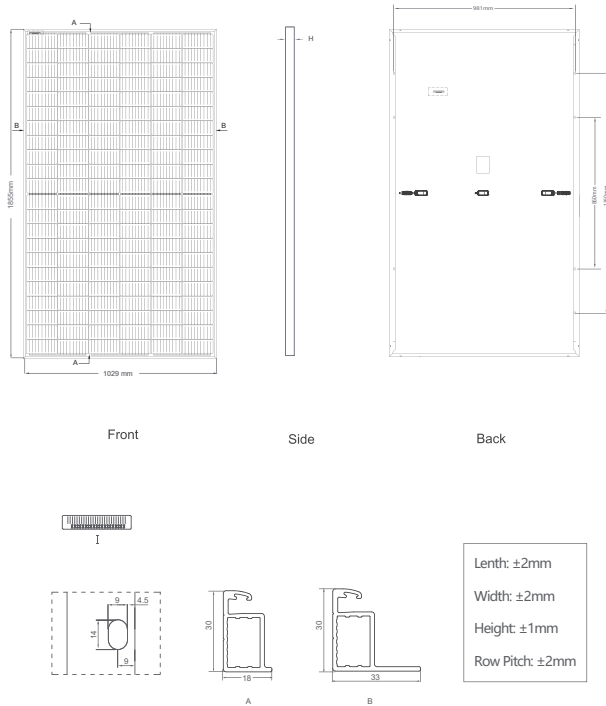 A
981mm
H
B
B
1855mm
860mm
A
1029 mm
Front
Side
Back
I
9
4.5
14
9
30
18
A
30
33
B
Lenth: ±2mm
Width: ±2mm
Height: ±1mm
Row Pitch: ±2mm